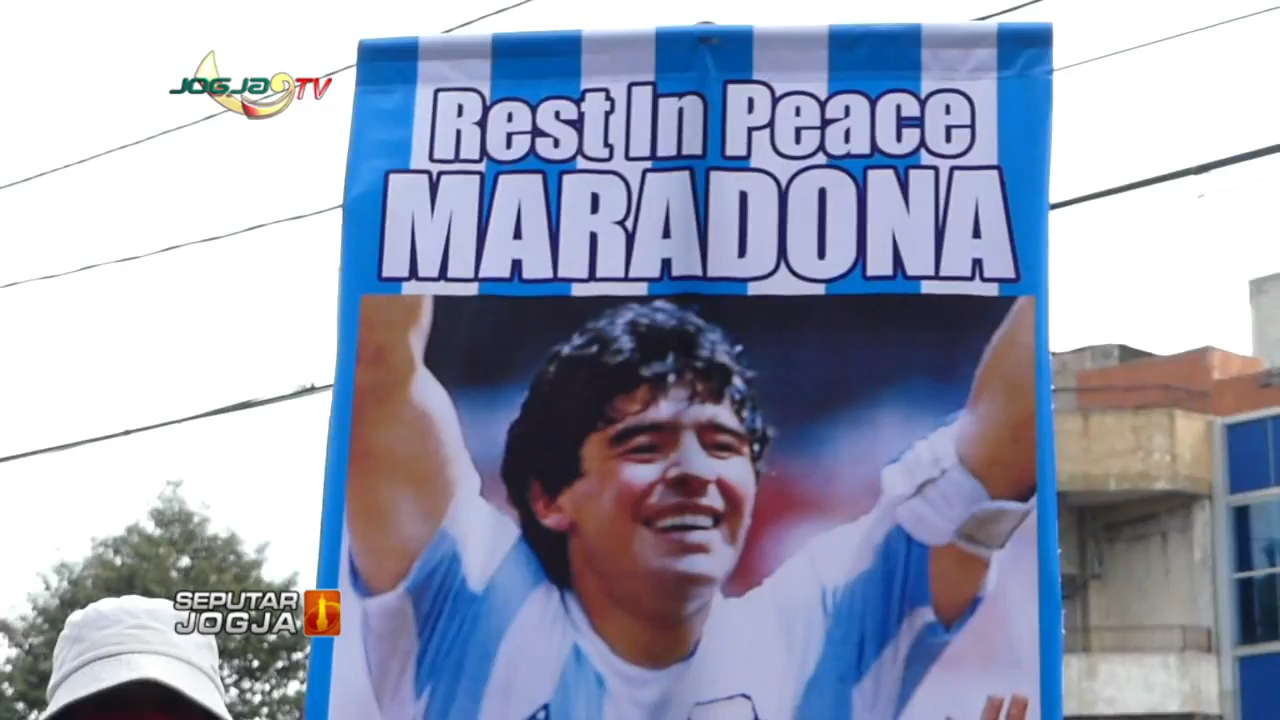 JOGJA TV
Rest In Peace
MARADONA
SEPUTAR
JOGJA